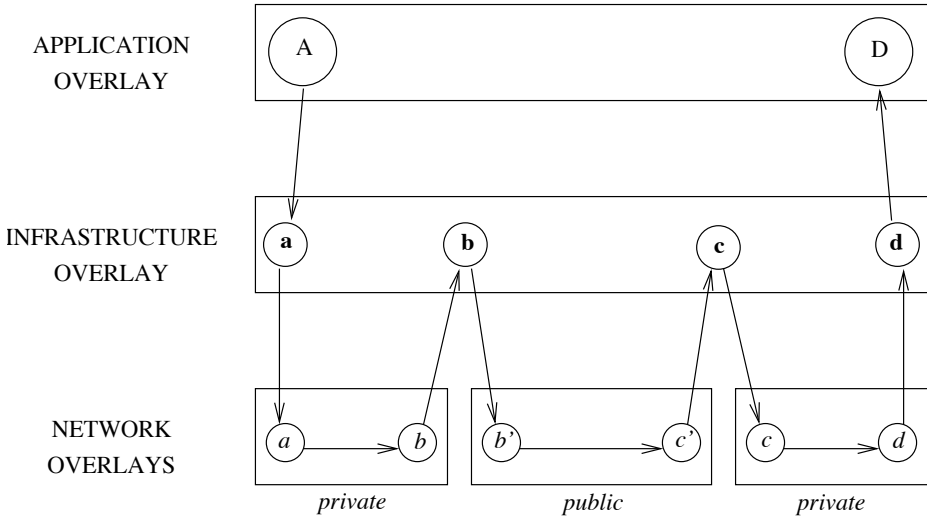 APPLICATION
OVERLAY
A
D
INFRASTRUCTURE
OVERLAY
a
b
c
d
NETWORK
OVERLAYS
a
b
b’
c’
c
d
private
public
private